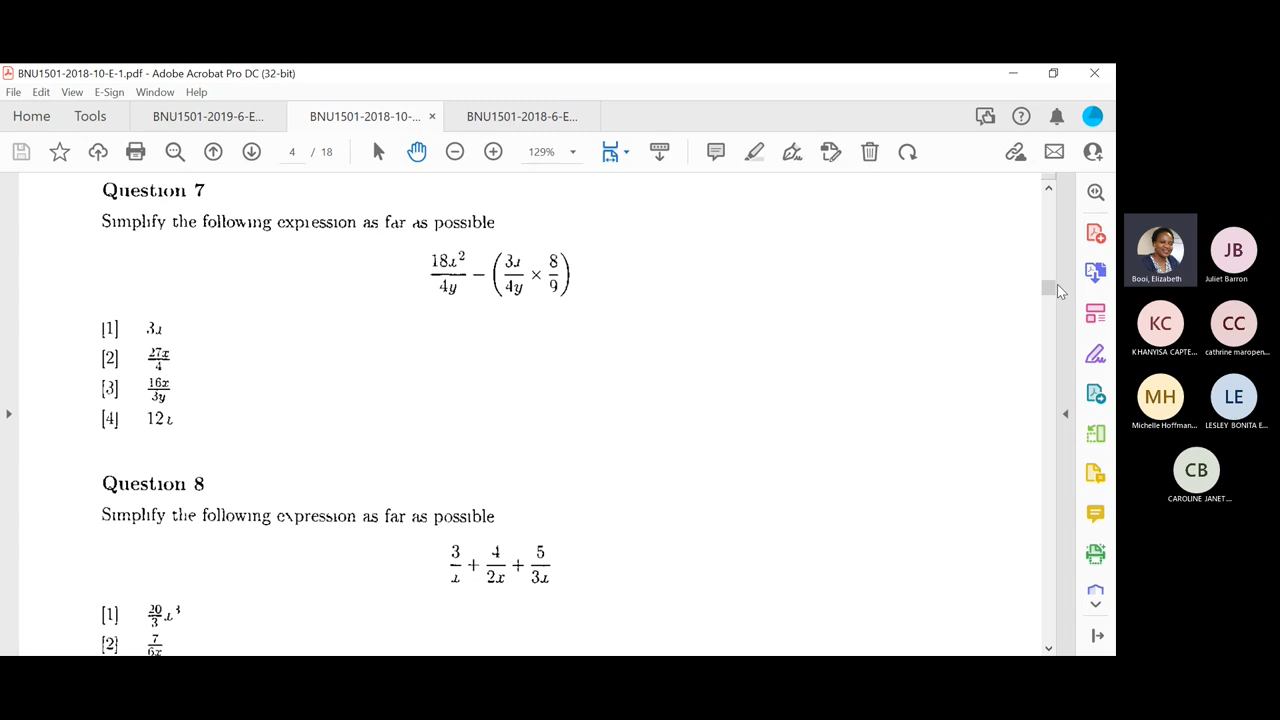 BNU1501-2018-10-E-1.pdf - Adobe Acrobat Pro DC (32-bit)
File Edit View E-Sign Window Help
Home Tools BNU1501-2019-6-E... BNU1501-2018-10-... × BNU1501-2018-6-E...
4 / 18 129%
Question 7
Simplify the following expression as far as possible
18x²/4y − (3x/4y × 8/9)
[1] 3x
[2] 27x/4
[3] 16x/3y
[4] 12x
Question 8
Simplify the following expression as far as possible
3/x + 4/2x + 5/3x
[1] 20/3 x³
[2] 7/6x
Booi, Elizabeth
JB
Juliet Barron
KC
KHANYISA CAPTE...
CC
cathrine maropen...
MH
Michelle Hoffman...
LE
LESLEY BONITA E...
CB
CAROLINE JANET...